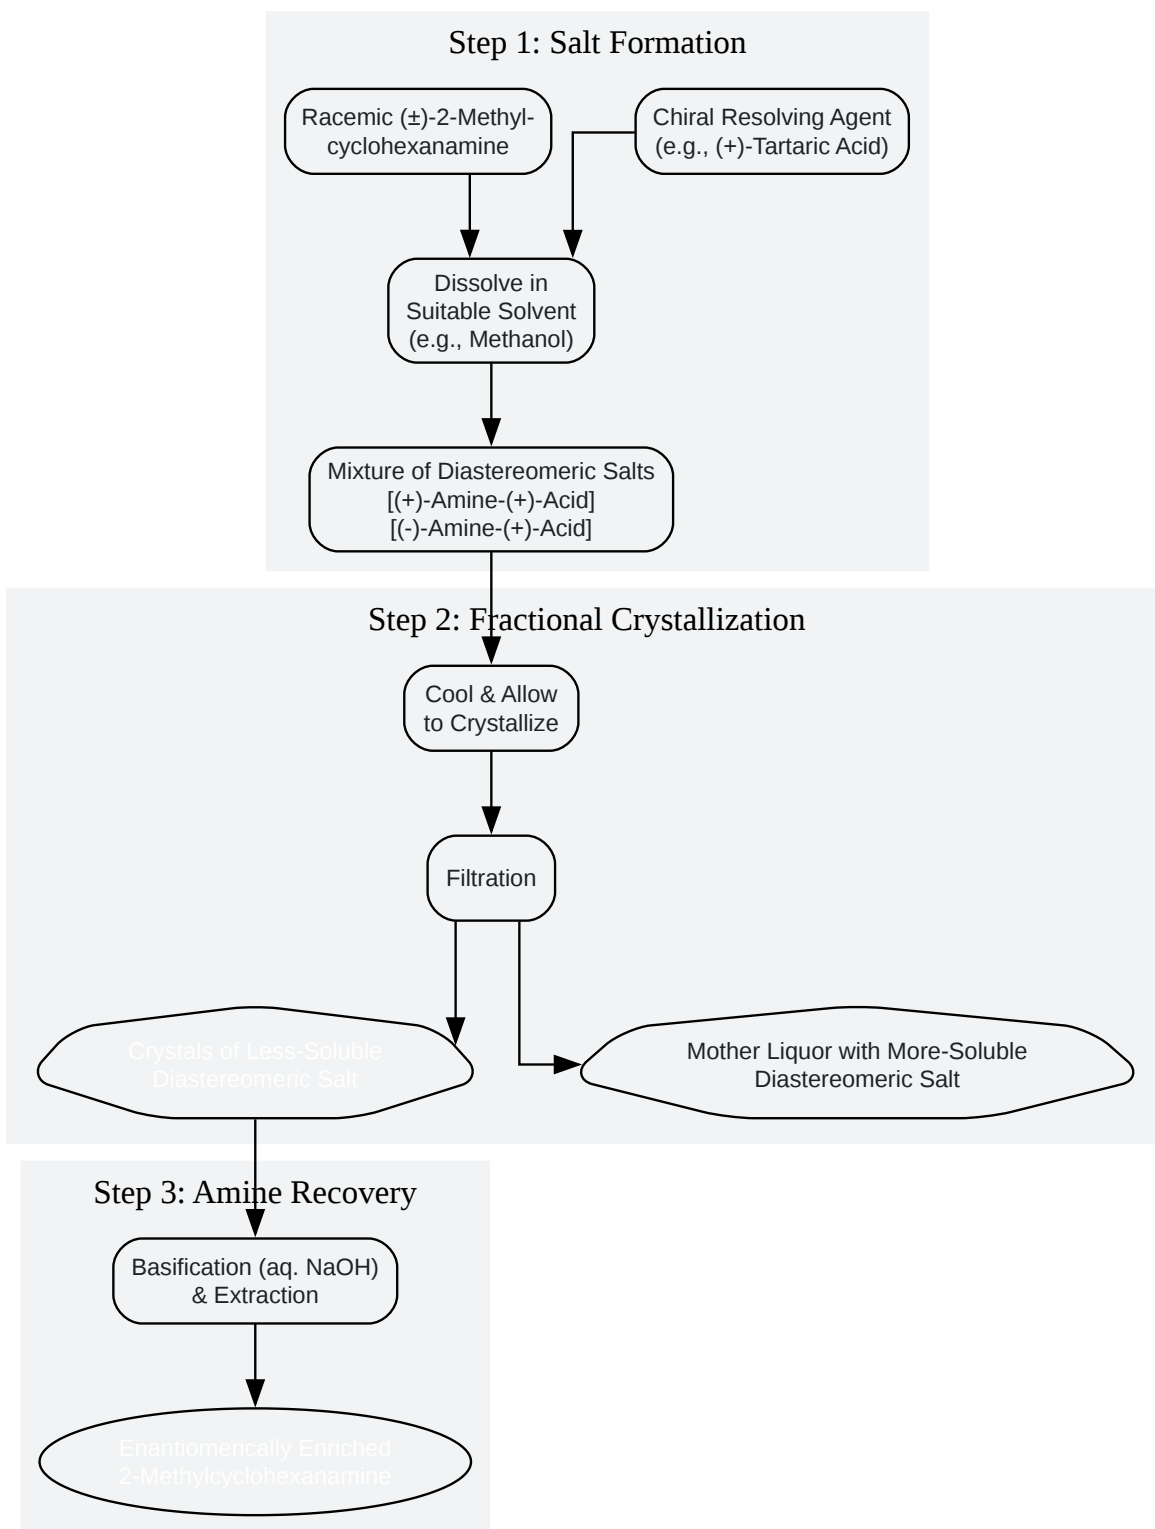 Step 1: Salt Formation
Racemic (±)-2-Methyl-
cyclohexanamine
Chiral Resolving Agent
(e.g., (+)-Tartaric Acid)
Dissolve in
Suitable Solvent
(e.g., Methanol)
Mixture of Diastereomeric Salts
[(+)-Amine-(+)-Acid]
[(-)-Amine-(+)-Acid]
Step 2: Fractional Crystallization
Cool & Allow
to Crystallize
Filtration
Crystals of Less-Soluble
Diastereomeric Salt
Mother Liquor with More-Soluble
Diastereomeric Salt
Step 3: Amine Recovery
Basification (aq. NaOH)
& Extraction
Enantiomerically Enriched
2-Methylcyclohexanamine